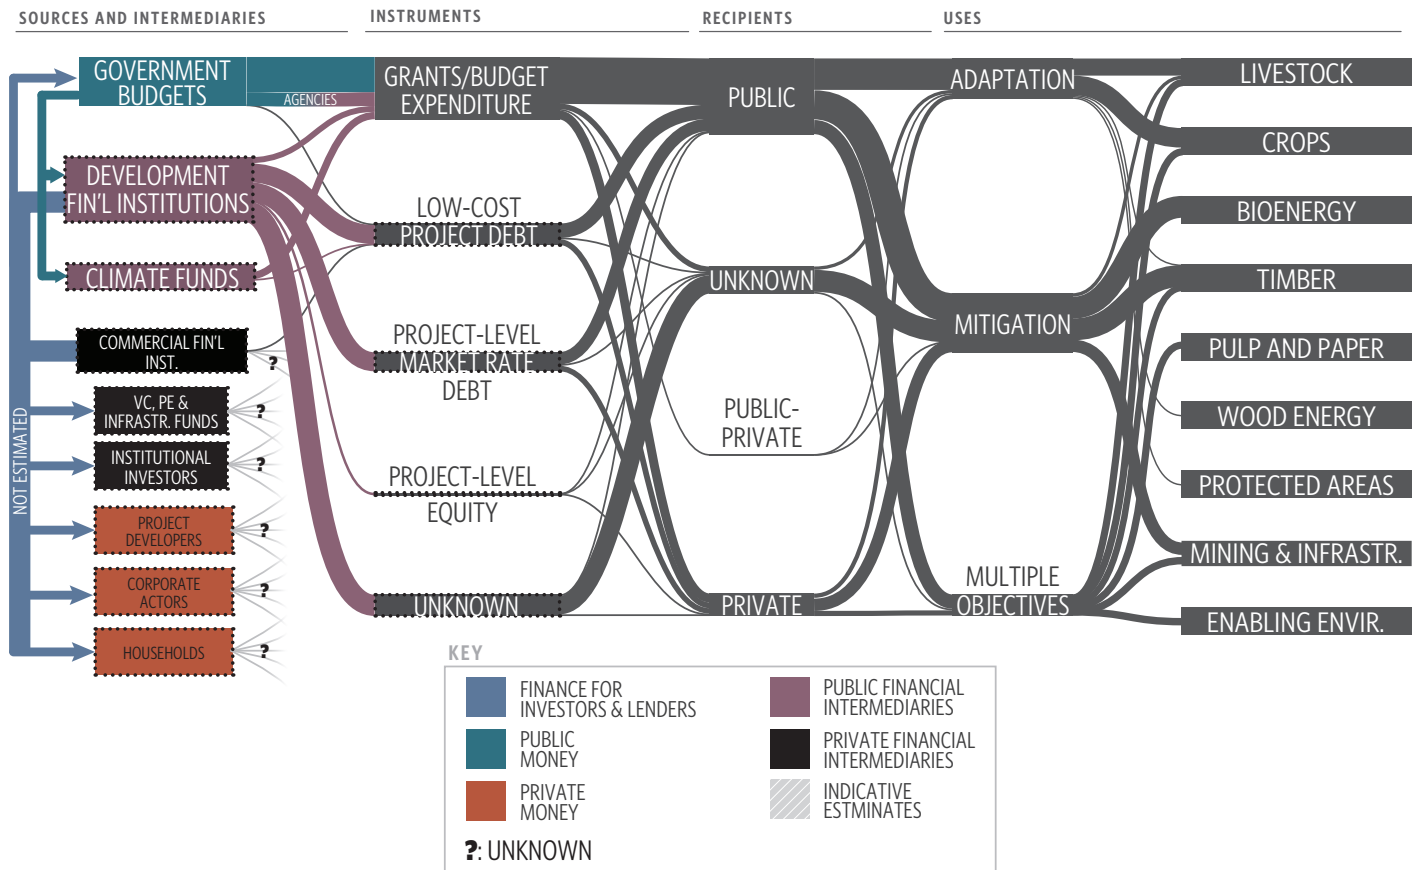 SOURCES AND INTERMEDIARIES
INSTRUMENTS
RECIPIENTS
USES
GOVERNMENT
BUDGETS
AGENCIES
DEVELOPMENT
FIN'L INSTITUTIONS
CLIMATE FUNDS
COMMERCIAL FIN'L
INST.
?
VC, PE &
INFRASTR. FUNDS
?
INSTITUTIONAL
INVESTORS
?
PROJECT
DEVELOPERS
?
CORPORATE
ACTORS
?
HOUSEHOLDS
?
NOT ESTIMATED
GRANTS/BUDGET
EXPENDITURE
LOW-COST
PROJECT DEBT
PROJECT-LEVEL
MARKET RATE
DEBT
PROJECT-LEVEL
EQUITY
UNKNOWN
PUBLIC
UNKNOWN
PUBLIC-
PRIVATE
PRIVATE
ADAPTATION
MITIGATION
MULTIPLE
OBJECTIVES
LIVESTOCK
CROPS
BIOENERGY
TIMBER
PULP AND PAPER
WOOD ENERGY
PROTECTED AREAS
MINING & INFRASTR.
ENABLING ENVIR.
KEY
FINANCE FOR
INVESTORS & LENDERS
PUBLIC
MONEY
PRIVATE
MONEY
?: UNKNOWN
PUBLIC FINANCIAL
INTERMEDIARIES
PRIVATE FINANCIAL
INTERMEDIARIES
INDICATIVE
ESTMINATES